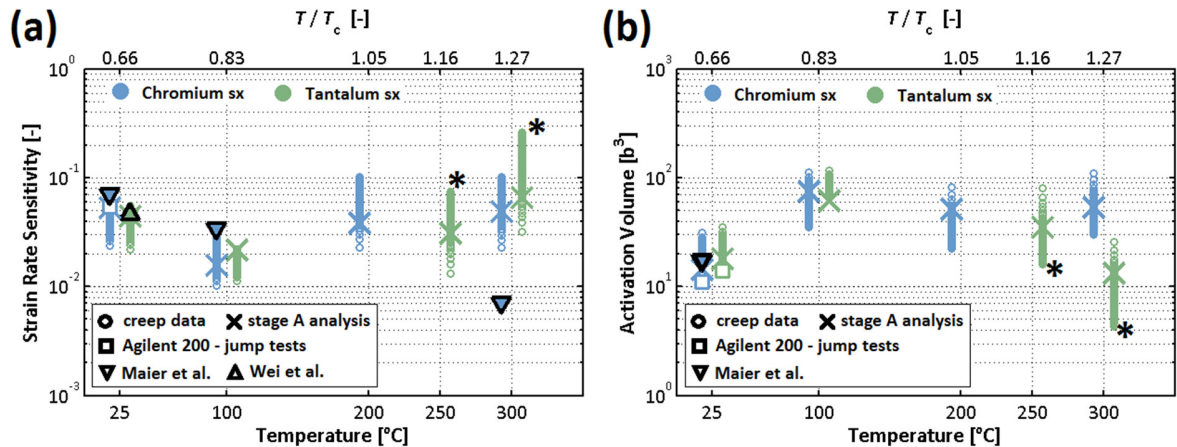 (a)
T / Tc [-]
0.66 0.83 1.05 1.16 1.27
10^0
10^-1
10^-2
10^-3
Strain Rate Sensitivity [-]
Chromium sx Tantalum sx
*
*
creep data stage A analysis
Agilent 200 - jump tests
Maier et al. Wei et al.
25 100 200 250 300
Temperature [°C]
(b)
T / Tc [-]
0.66 0.83 1.05 1.16 1.27
10^3
10^2
10^1
10^0
Activation Volume [b^3]
Chromium sx Tantalum sx
*
*
creep data stage A analysis
Agilent 200 - jump tests
Maier et al.
25 100 200 250 300
Temperature [°C]